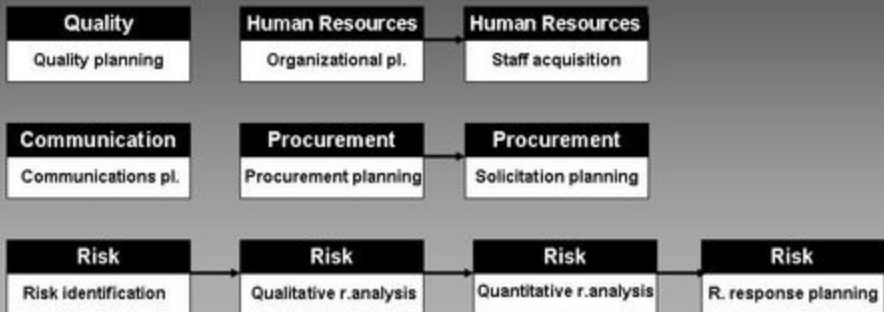 Quality
Quality planning
Human Resources
Organizational pl.
Human Resources
Staff acquisition
Communication
Communications pl.
Procurement
Procurement planning
Procurement
Solicitation planning
Risk
Risk identification
Risk
Qualitative r.analysis
Risk
Quantitative r.analysis
Risk
R. response planning